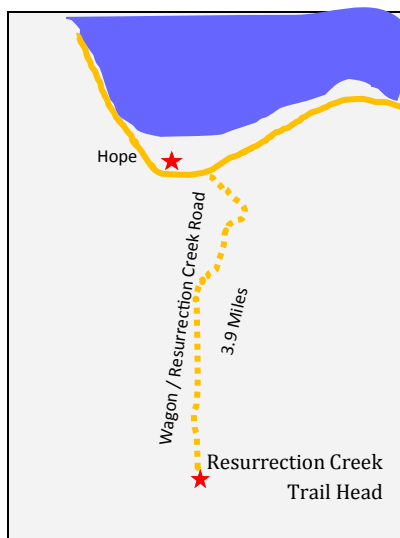 Hope
Wagon / Resurrection Creek Road
3.9 Miles
Resurrection Creek
Trail Head